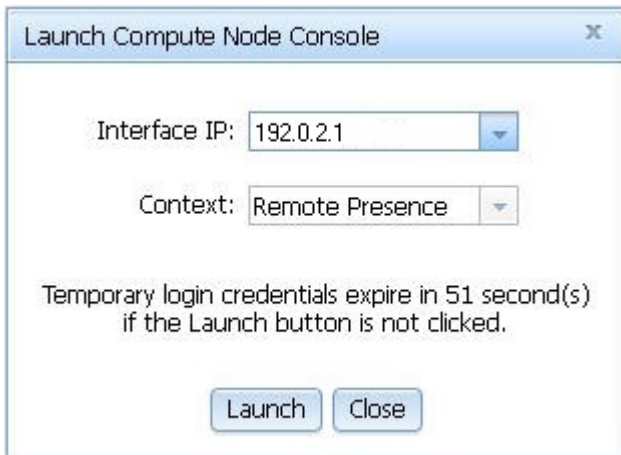 Launch Compute Node Console
Interface IP: 192.0.2.1
Context: Remote Presence
Temporary login credentials expire in 51 second(s)
if the Launch button is not clicked.
Launch Close